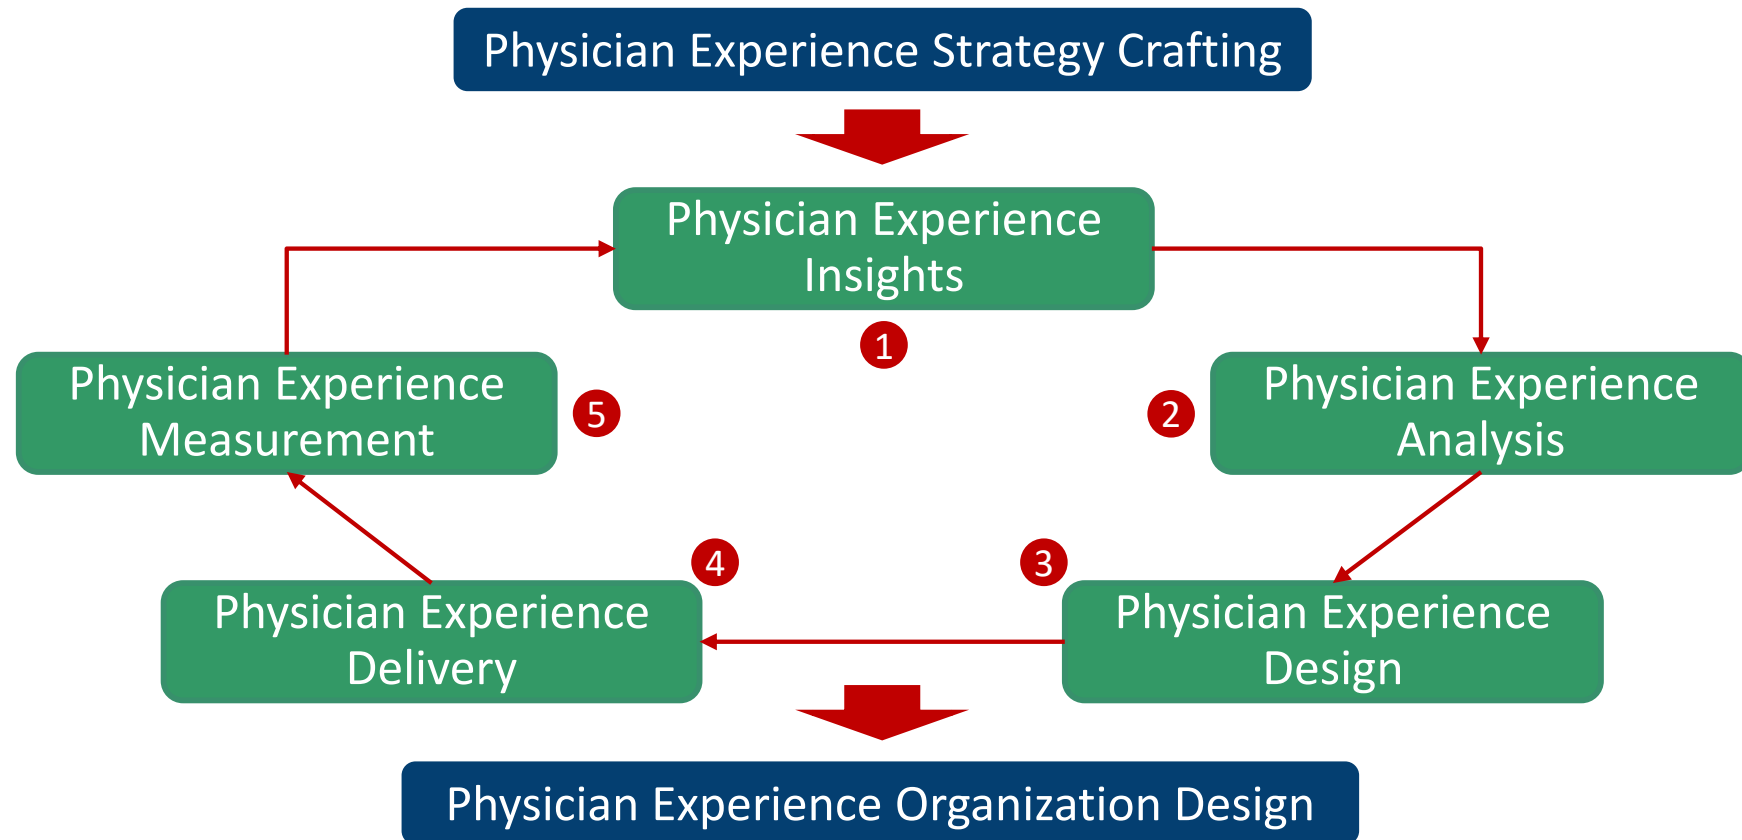 Physician Experience Strategy Crafting
Physician Experience
Insights
1
Physician Experience
Measurement
5
2
Physician Experience
Analysis
4
3
Physician Experience
Delivery
Physician Experience
Design
Physician Experience Organization Design